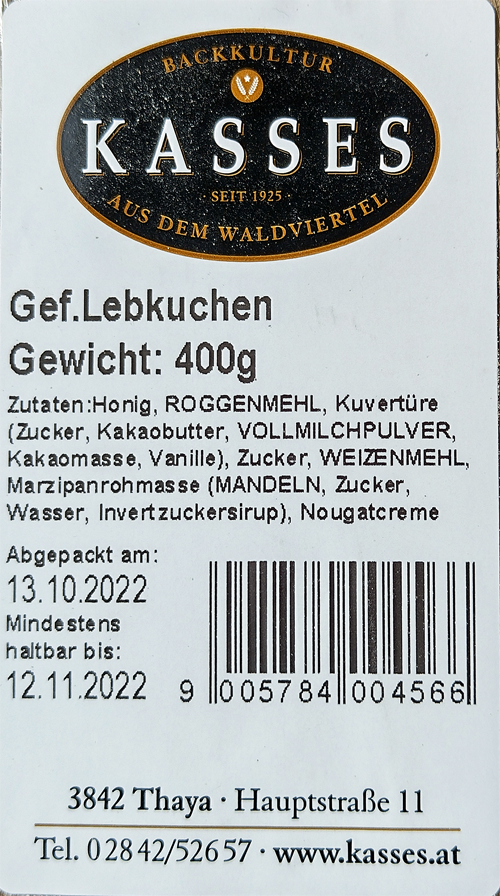 BACKKULTUR
KASSES
· SEIT 1925 ·
AUS DEM WALDVIERTEL
Gef.Lebkuchen
Gewicht: 400g
Zutaten:Honig, ROGGENMEHL, Kuvertüre
(Zucker, Kakaobutter, VOLLMILCHPULVER,
Kakaomasse, Vanille), Zucker, WEIZENMEHL,
Marzipanrohmasse (MANDELN, Zucker,
Wasser, Invertzuckersirup), Nougatcreme
Abgepackt am:
13.10.2022
Mindestens
haltbar bis:
12.11.2022
9 005784 004566
3842 Thaya · Hauptstraße 11
Tel. 02842/52657 · www.kasses.at